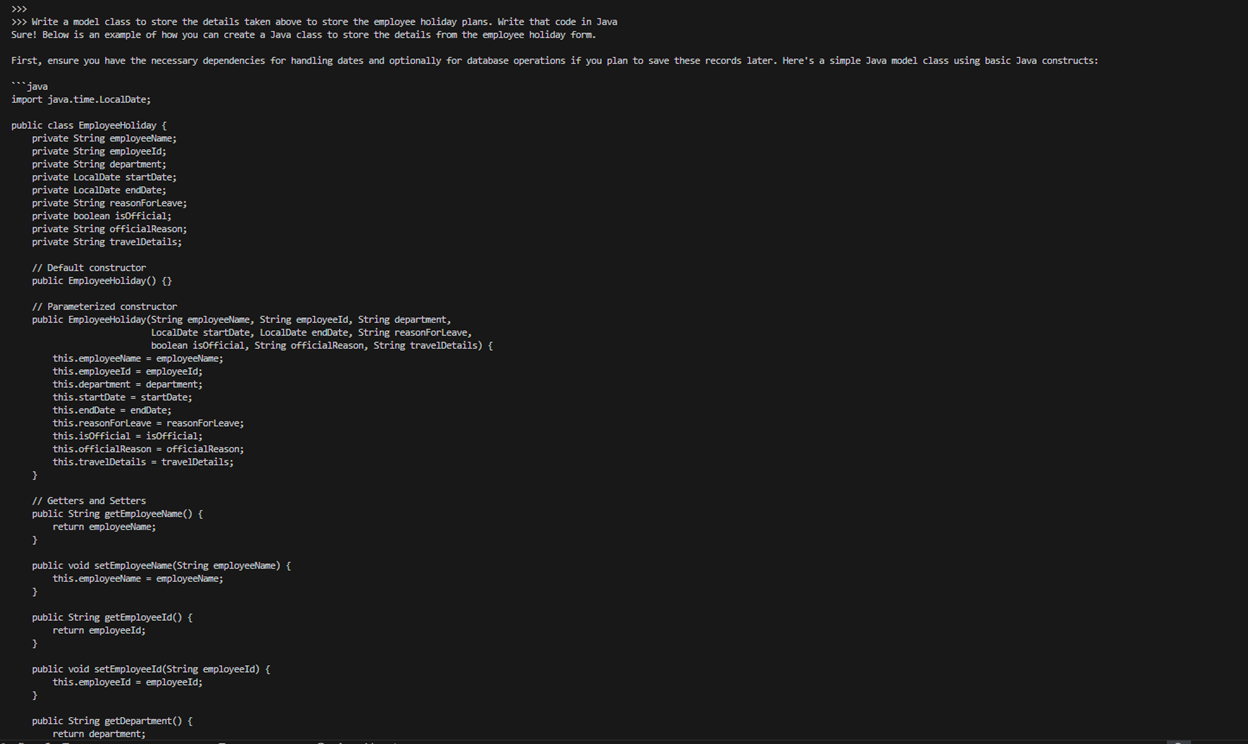 >>>
>>> Write a model class to store the details taken above to store the employee holiday plans. Write that code in Java
Sure! Below is an example of how you can create a Java class to store the details from the employee holiday form.
First, ensure you have the necessary dependencies for handling dates and optionally for database operations if you plan to save these records later. Here's a simple Java model class using basic Java constructs:
```java
import java.time.LocalDate;
public class EmployeeHoliday {
    private String employeeName;
    private String employeeId;
    private String department;
    private LocalDate startDate;
    private LocalDate endDate;
    private String reasonForLeave;
    private boolean isOfficial;
    private String officialReason;
    private String travelDetails;
    // Default constructor
    public EmployeeHoliday() {}
    // Parameterized constructor
    public EmployeeHoliday(String employeeName, String employeeId, String department,
                           LocalDate startDate, LocalDate endDate, String reasonForLeave,
                           boolean isOfficial, String officialReason, String travelDetails) {
        this.employeeName = employeeName;
        this.employeeId = employeeId;
        this.department = department;
        this.startDate = startDate;
        this.endDate = endDate;
        this.reasonForLeave = reasonForLeave;
        this.isOfficial = isOfficial;
        this.officialReason = officialReason;
        this.travelDetails = travelDetails;
    }
    // Getters and Setters
    public String getEmployeeName() {
        return employeeName;
    }
    public void setEmployeeName(String employeeName) {
        this.employeeName = employeeName;
    }
    public String getEmployeeId() {
        return employeeId;
    }
    public void setEmployeeId(String employeeId) {
        this.employeeId = employeeId;
    }
    public String getDepartment() {
        return department;